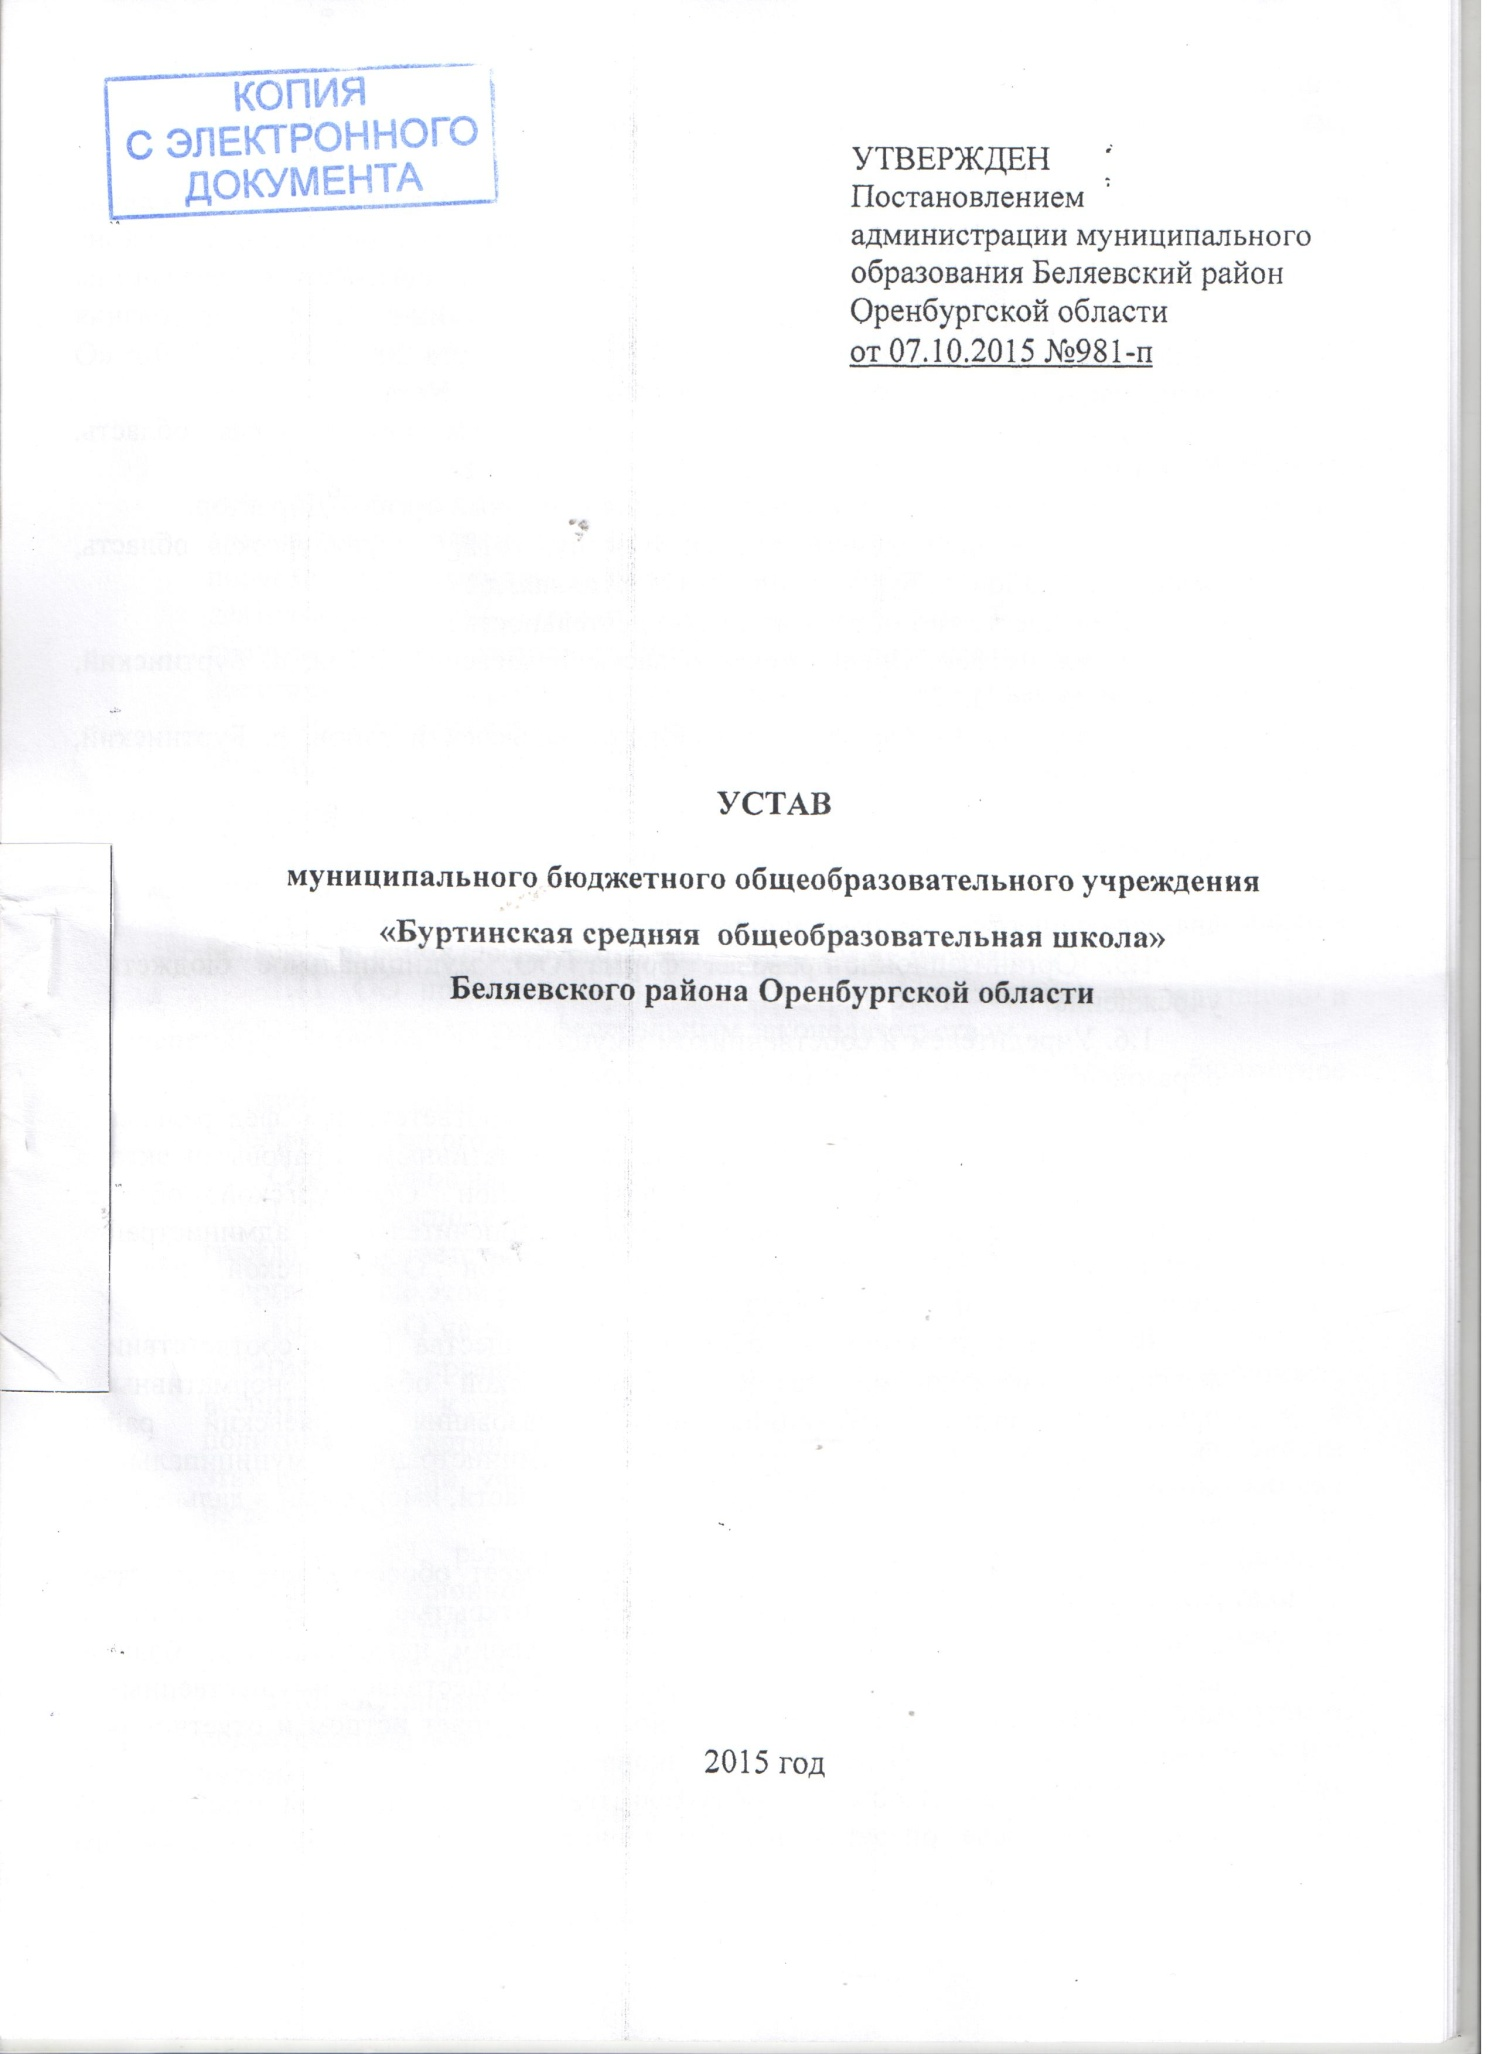 КОПИЯ
С ЭЛЕКТРОННОГО
ДОКУМЕНТА
УТВЕРЖДЕН
Постановлением
администрации муниципального
образования Беляевский район
Оренбургской области
от 07.10.2015 №981-п
УСТАВ
муниципального бюджетного общеобразовательного учреждения
«Буртинская средняя  общеобразовательная школа»
Беляевского района Оренбургской области
2015 год